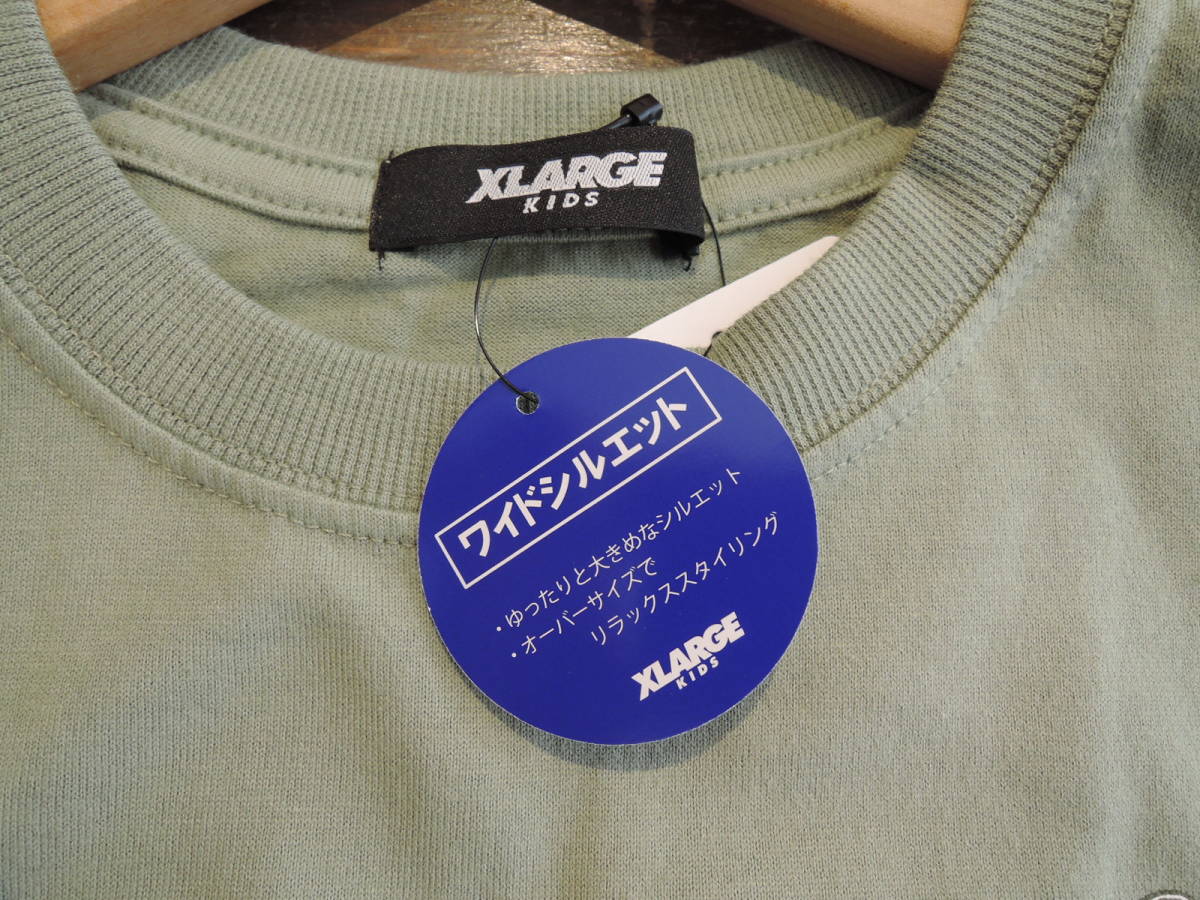 XLARGE
KIDS
ワイドシルエット
・ゆったりと大きめなシルエット
・オーバーサイズで
リラックススタイリング
XLARGE
KIDS